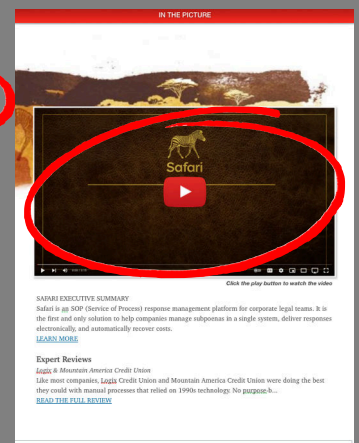 IN THE PICTURE
Safari
Click the play button to watch the video
SAFARI EXECUTIVE SUMMARY
Safari is an SOP (Service of Process) response management platform for corporate legal teams. It is
the first and only solution to help companies manage subpoenas in a single system, deliver responses
electronically, and automatically recover costs.
LEARN MORE
Expert Reviews
Logix & Mountain America Credit Union
Like most companies, Logix Credit Union and Mountain America Credit Union were doing the best
they could with manual processes that relied on 1990s technology. No purpose-b...
READ THE FULL REVIEW